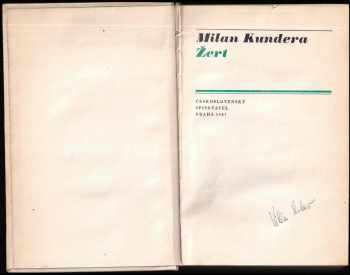 Milan Kundera
Žert
ČESKOSLOVENSKÝ
SPISOVATEL
PRAHA 1967